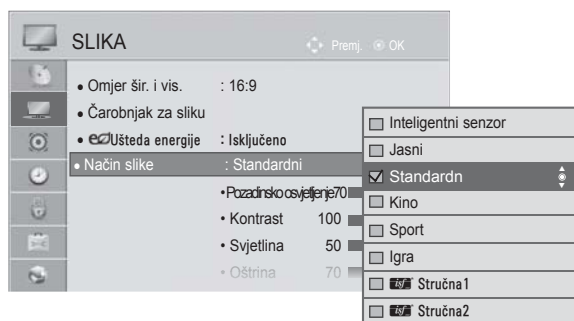 SLIKA
Premj. OK
• Omjer šir. i vis. : 16:9
• Čarobnjak za sliku
• eco Ušteda energije : Isključeno
• Način slike : Standardni
• Pozadinsko osvjetljenje 70
• Kontrast 100
• Svjetlina 50
• Oštrina 70
Inteligentni senzor
Jasni
Standardn
Kino
Sport
Igra
isf Stručna1
isf Stručna2